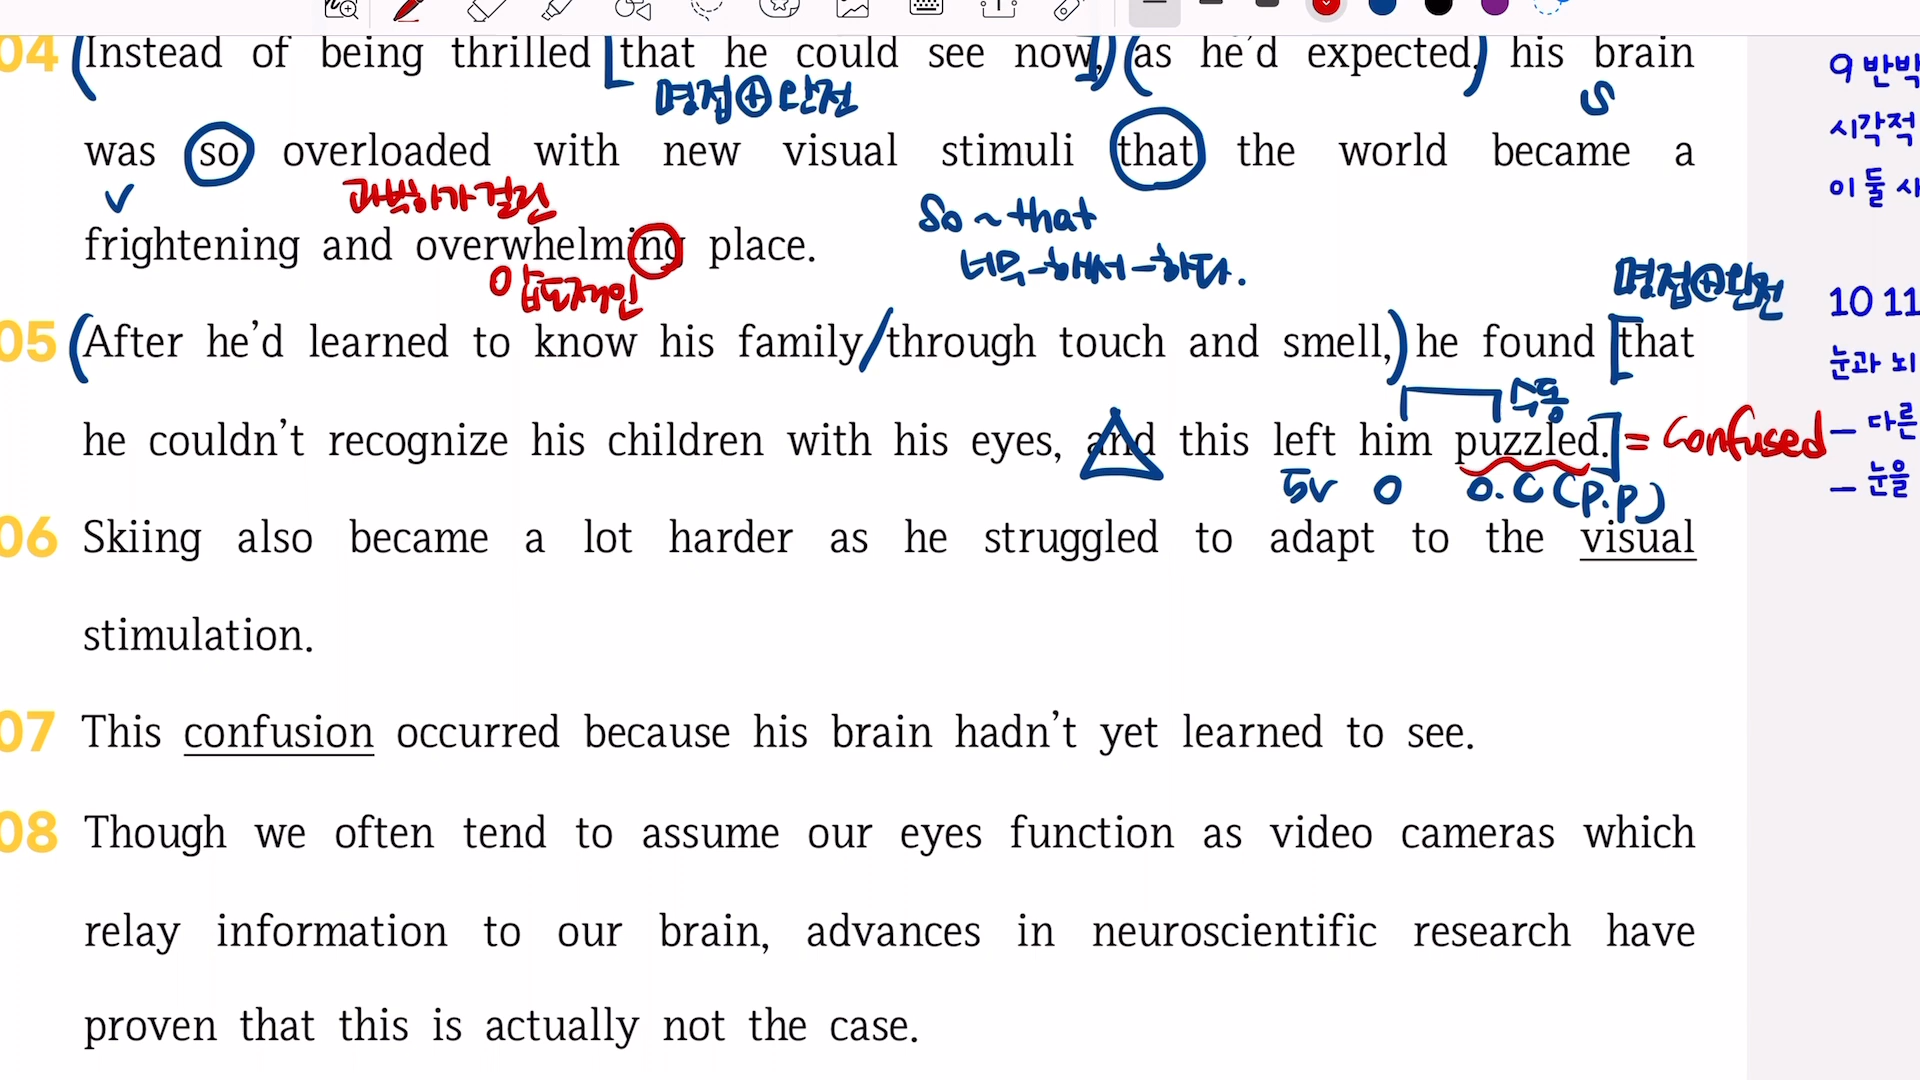 04 Instead of being thrilled that he could see now, as he'd expected, his brain
명접⊕완전
S
was so overloaded with new visual stimuli that the world became a
V
과부하가 걸린
So ~ that
frightening and overwhelming place.
너무 ~해서 ~하다.
압도적인
명접⊕완전
05 After he'd learned to know his family / through touch and smell, he found that
수동
he couldn't recognize his children with his eyes, and this left him puzzled. = Confused
5V O O.C (P.P)
06 Skiing also became a lot harder as he struggled to adapt to the visual
stimulation.
07 This confusion occurred because his brain hadn't yet learned to see.
08 Though we often tend to assume our eyes function as video cameras which
relay information to our brain, advances in neuroscientific research have
proven that this is actually not the case.
9 반박
시각적
이 둘 사
10 11
눈과 뇌
– 다른
– 눈을